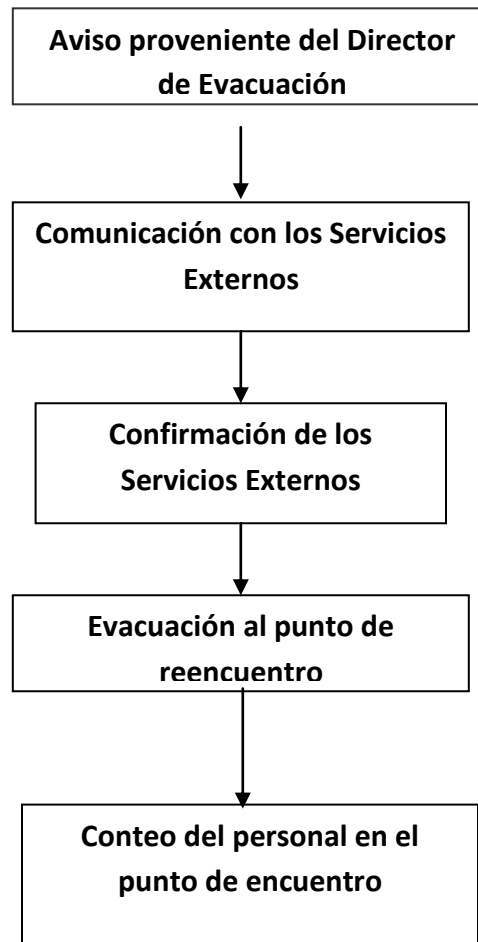 Aviso proveniente del Director
de Evacuación
Comunicación con los Servicios
Externos
Confirmación de los
Servicios Externos
Evacuación al punto de
reencuentro
Conteo del personal en el
punto de encuentro